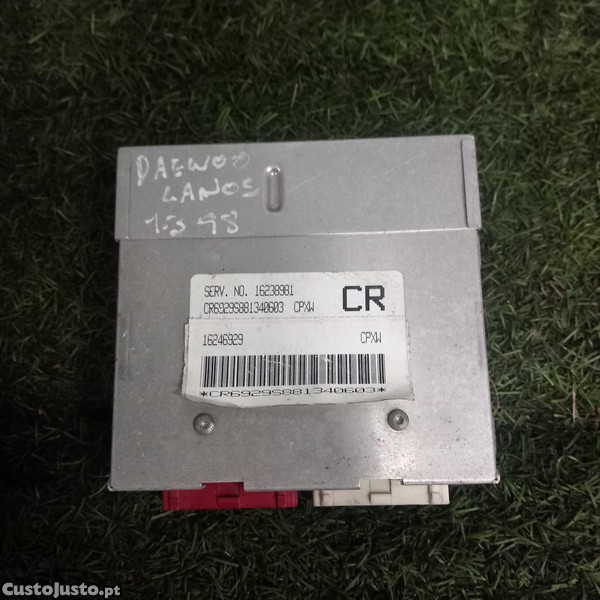 DAEWOO
LANOS
1.3 98
SERV. NO. 16238981
CR
CR6929S881340603 CPXW
16246929 CPXW
*CR6929S881340603*
CustoJusto.pt